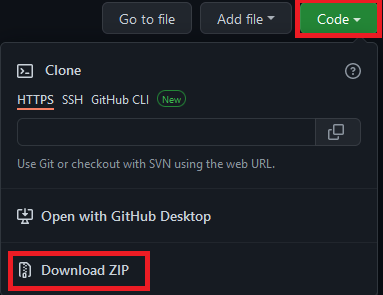 Go to file Add file Code
Clone
HTTPS SSH GitHub CLI New
Use Git or checkout with SVN using the web URL.
Open with GitHub Desktop
Download ZIP